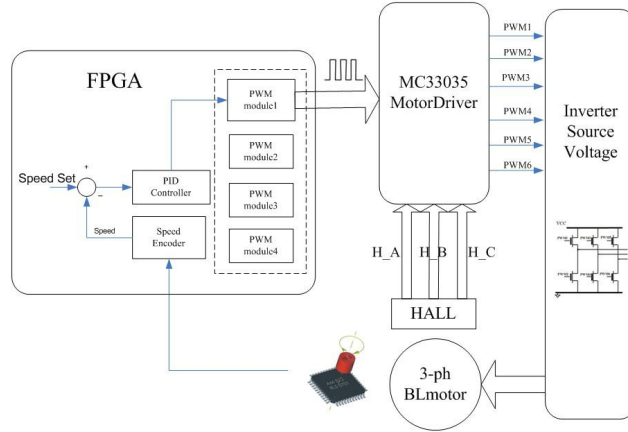 FPGA
PWM
module1
PWM
module2
PWM
module3
PWM
module4
Speed Set
+
−
PID
Controller
Speed
Speed
Encoder
MC33035
MotorDriver
PWM1
PWM2
PWM3
PWM4
PWM5
PWM6
Inverter
Source
Voltage
VCC
H_A
H_B
H_C
HALL
3-ph
BLmotor